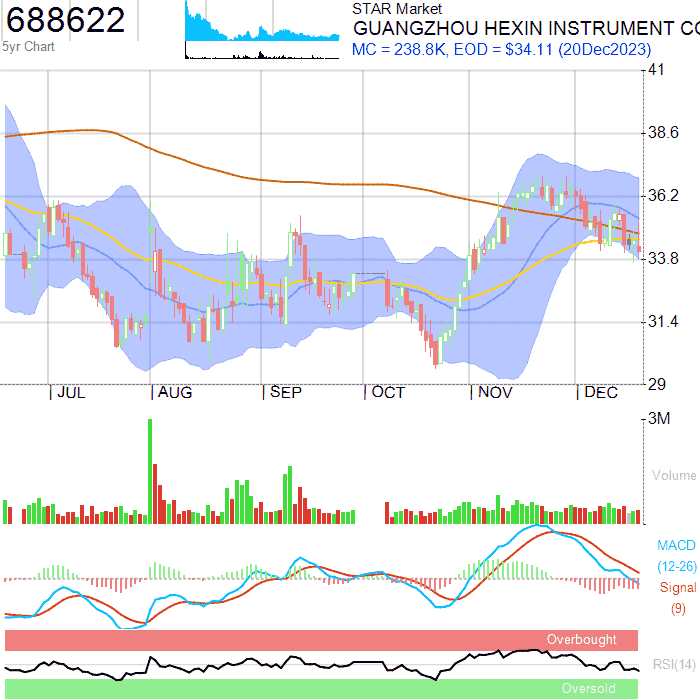 688622
5yr Chart
STAR Market
GUANGZHOU HEXIN INSTRUMENT CO
MC = 238.8K, EOD = $34.11 (20Dec2023)
41
38.6
36.2
33.8
31.4
29
JUL AUG SEP OCT NOV DEC
3M
Volume
MACD
(12-26)
Signal
(9)
Overbought
RSI(14)
Oversold